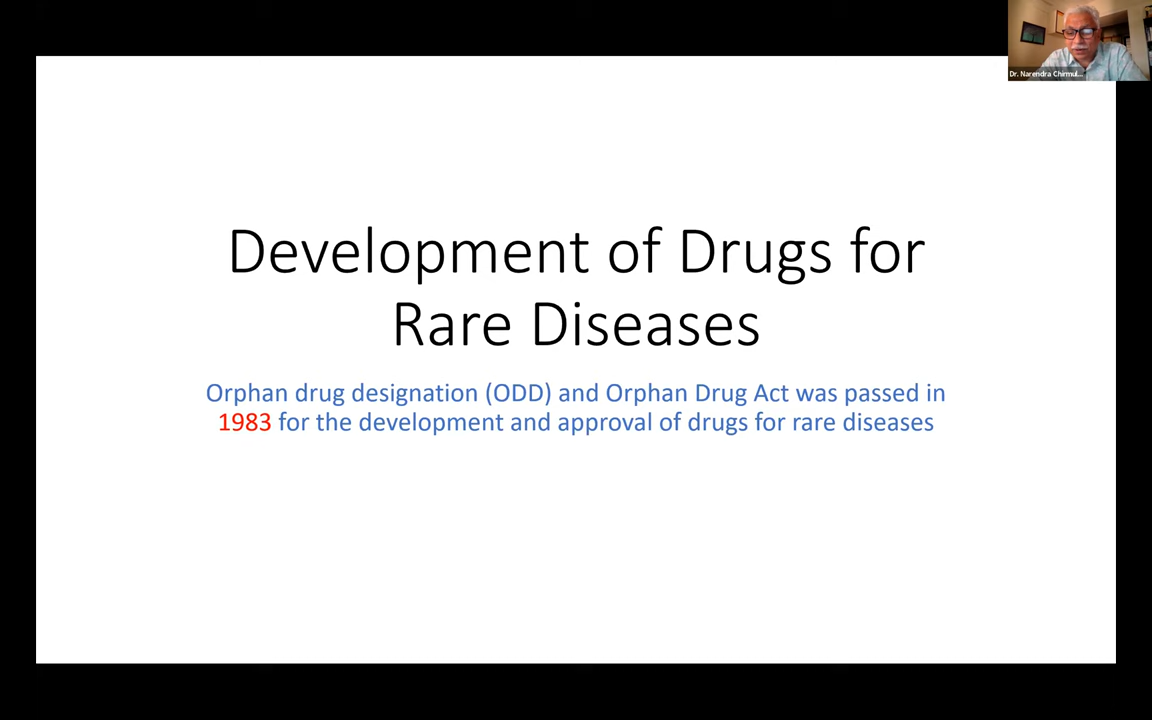 Dr. Narendra Chirmul...
Development of Drugs for
Rare Diseases
Orphan drug designation (ODD) and Orphan Drug Act was passed in
1983 for the development and approval of drugs for rare diseases